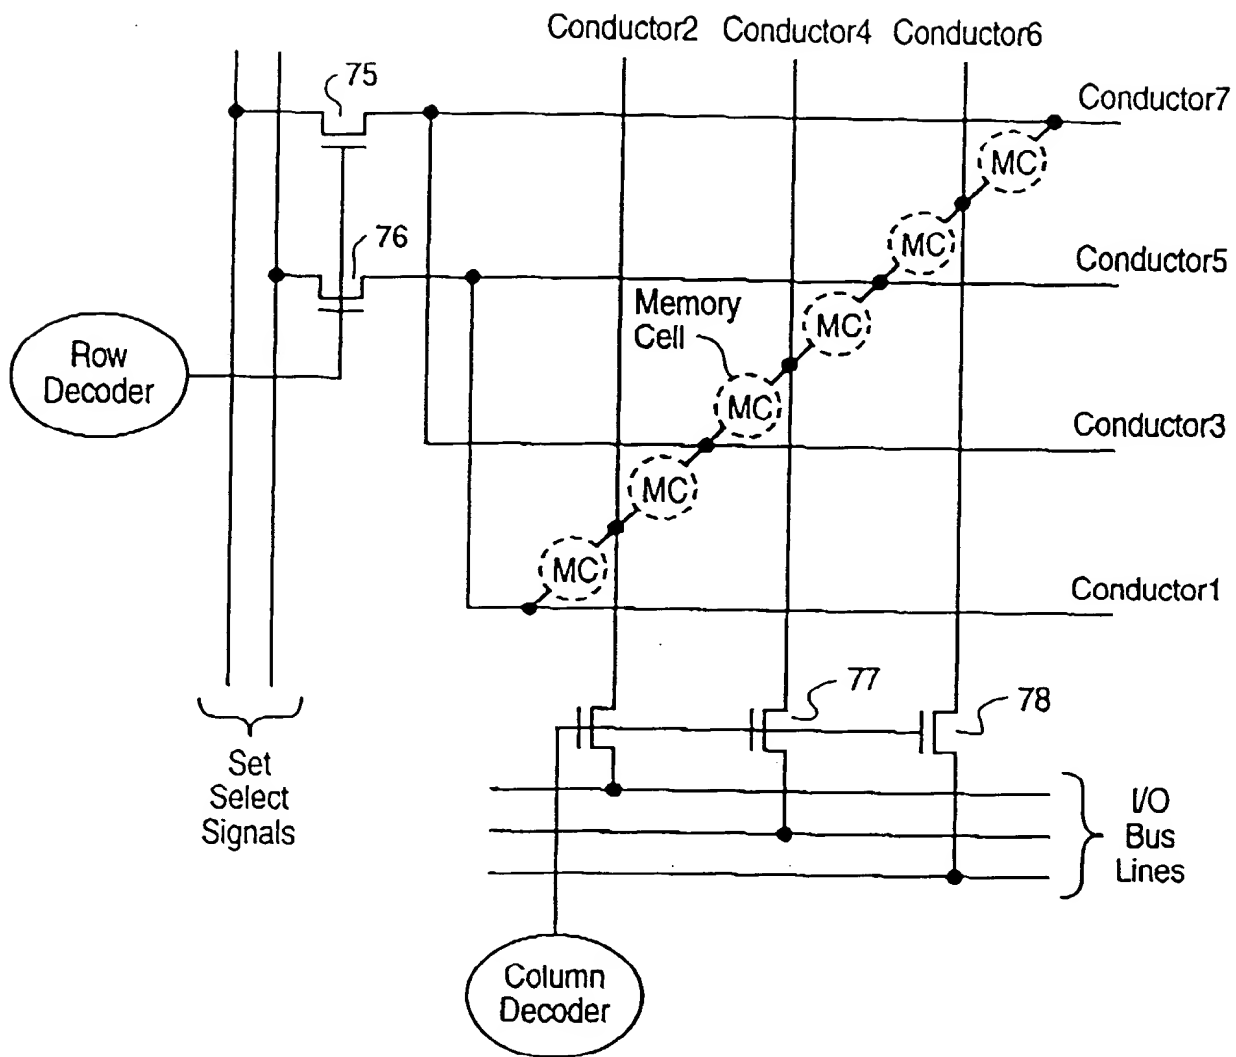 Conductor2 Conductor4 Conductor6
75
Conductor7
MC
76
MC
Conductor5
Memory
Cell
MC
Row
Decoder
MC
Conductor3
MC
MC
Conductor1
77
78
Set
Select
Signals
I/O
Bus
Lines
Column
Decoder